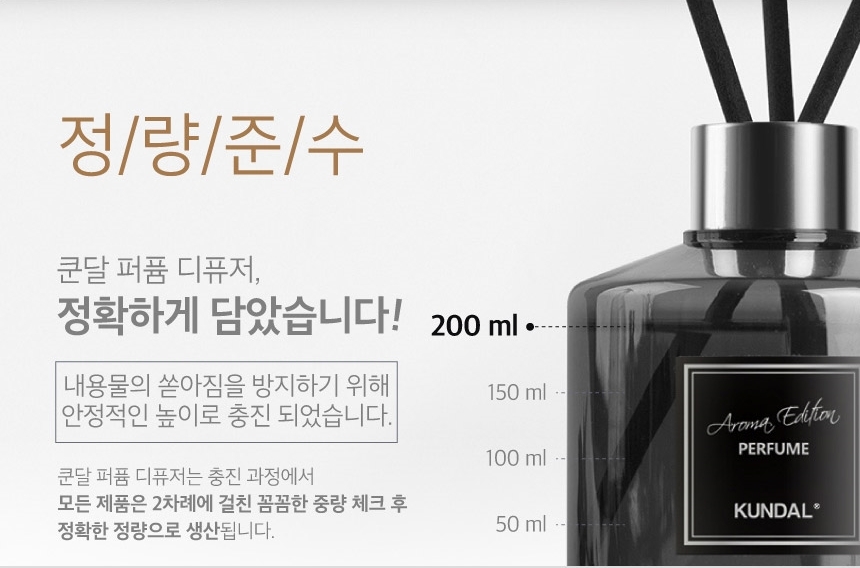 정/량/준/수
쿤달 퍼퓸 디퓨저,
정확하게 담았습니다!
내용물의 쏟아짐을 방지하기 위해
안정적인 높이로 충진 되었습니다.
쿤달 퍼퓸 디퓨저는 충진 과정에서
모든 제품은 2차례에 걸친 꼼꼼한 중량 체크 후
정확한 정량으로 생산됩니다.
200 ml
150 ml
100 ml
50 ml
Aroma Edition
PERFUME
KUNDAL®